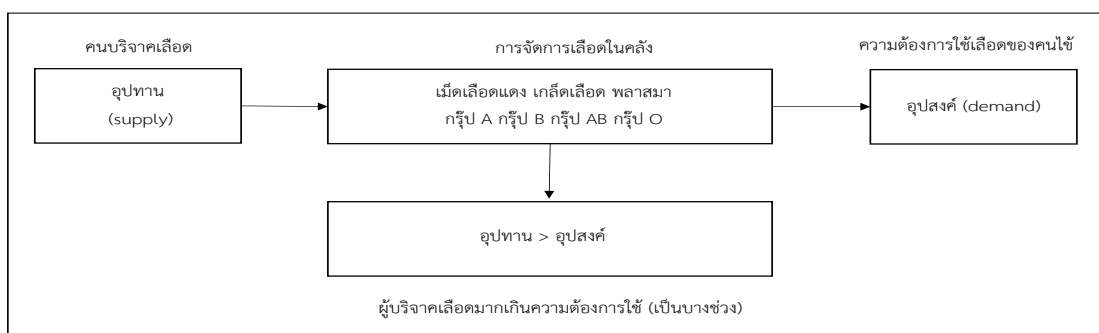 คนบริจาคเลือด
การจัดการเลือดในคลัง
ความต้องการใช้เลือดของคนไข้
อุปทาน
(supply)
เม็ดเลือดแดง เกล็ดเลือด พลาสมา
กรุ๊ป A กรุ๊ป B กรุ๊ป AB กรุ๊ป O
อุปสงค์ (demand)
อุปทาน > อุปสงค์
ผู้บริจาคเลือดมากเกินความต้องการใช้ (เป็นบางช่วง)